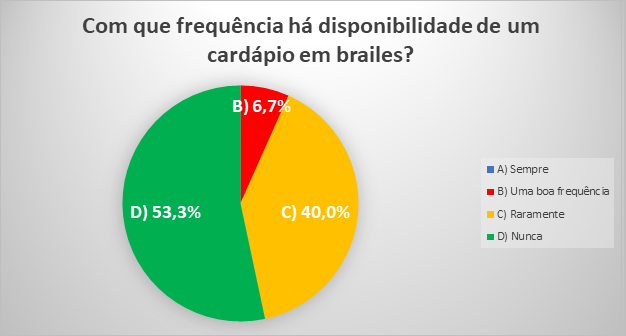 Com que frequência há disponibilidade de um
cardápio em brailes?
B) 6,7%
D) 53,3%
C) 40,0%
A) Sempre
B) Uma boa frequência
C) Raramente
D) Nunca